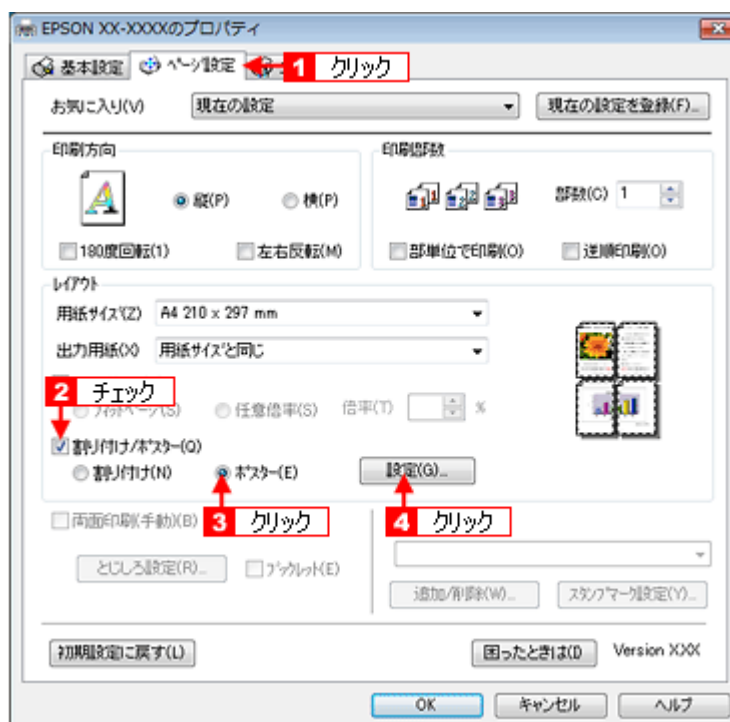 EPSON XX-XXXXのプロパティ
基本設定 ページ設定 1 クリック
お気に入り(V) 現在の設定 現在の設定を登録(F)...
印刷方向 印刷部数
縦(P) 横(P) 部数(C) 1
180度回転(1) 左右反転(M) 部単位で印刷(O) 逆順印刷(O)
レイアウト
用紙サイズ(Z) A4 210 x 297 mm
出力用紙(X) 用紙サイズと同じ
2 チェック
フィットページ(S) 任意倍率(S) 倍率(T) %
割り付け/ポスター(Q)
割り付け(N) ポスター(E) 設定(G)...
両面印刷(手動)(B) 3 クリック 4 クリック
とじしろ設定(R)... ブックレット(E)
追加/削除(W)... スタンプマーク設定(Y)...
初期設定に戻す(L) 困ったときは(I) Version XXX
OK キャンセル ヘルプ